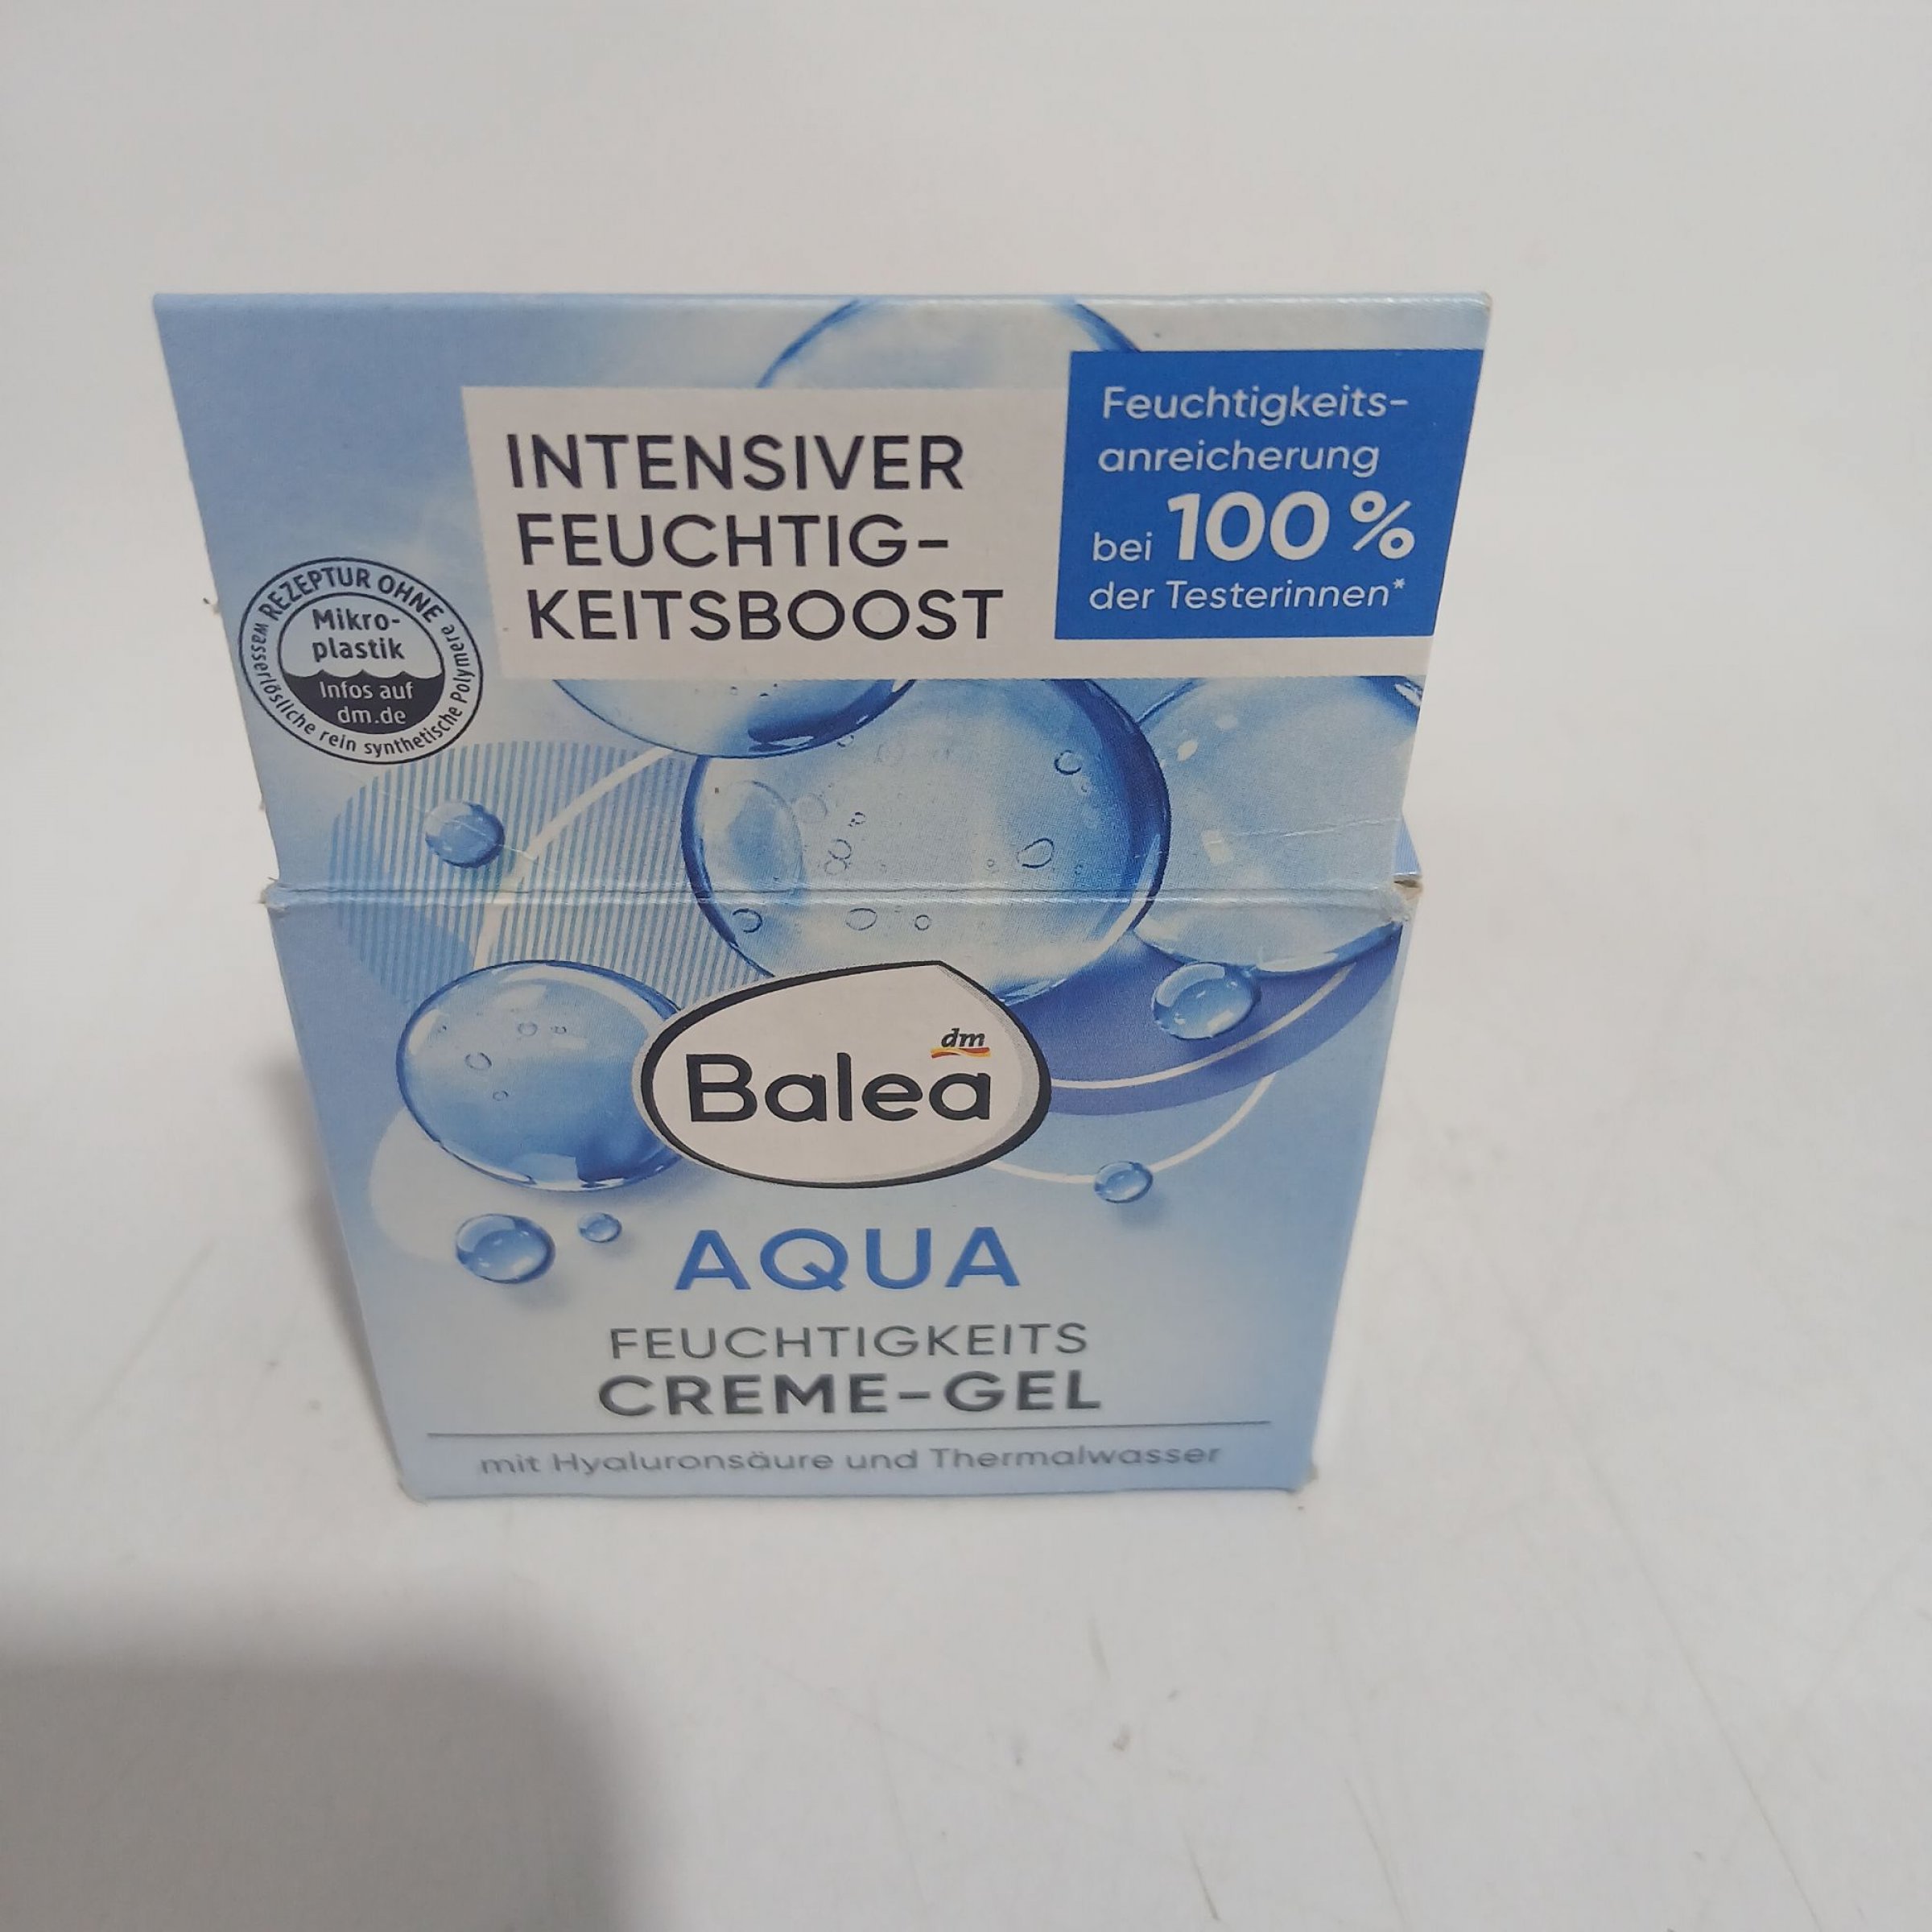 INTENSIVER
FEUCHTIG-
KEITSBOOST
Feuchtigkeits-
anreicherung
bei 100 %
der Testerinnen*
REZEPTUR OHNE
Mikro-
plastik
Infos auf
dm.de
wasserlösliche rein synthetische Polymere
dm
Balea
AQUA
FEUCHTIGKEITS
CREME-GEL
mit Hyaluronsäure und Thermalwasser